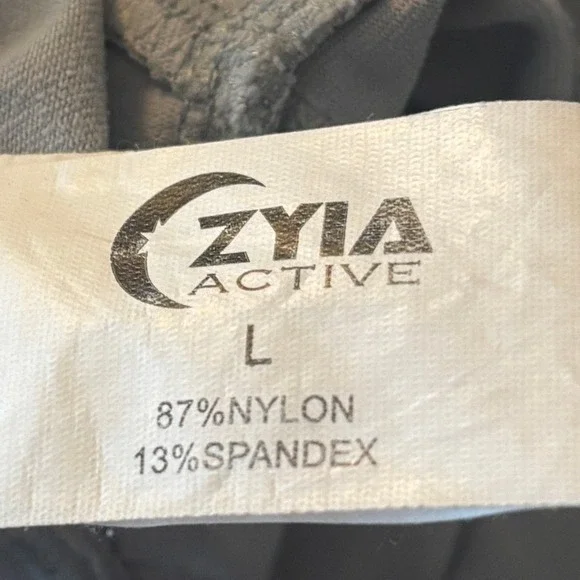 ZYIA
ACTIVE
L
87%NYLON
13%SPANDEX